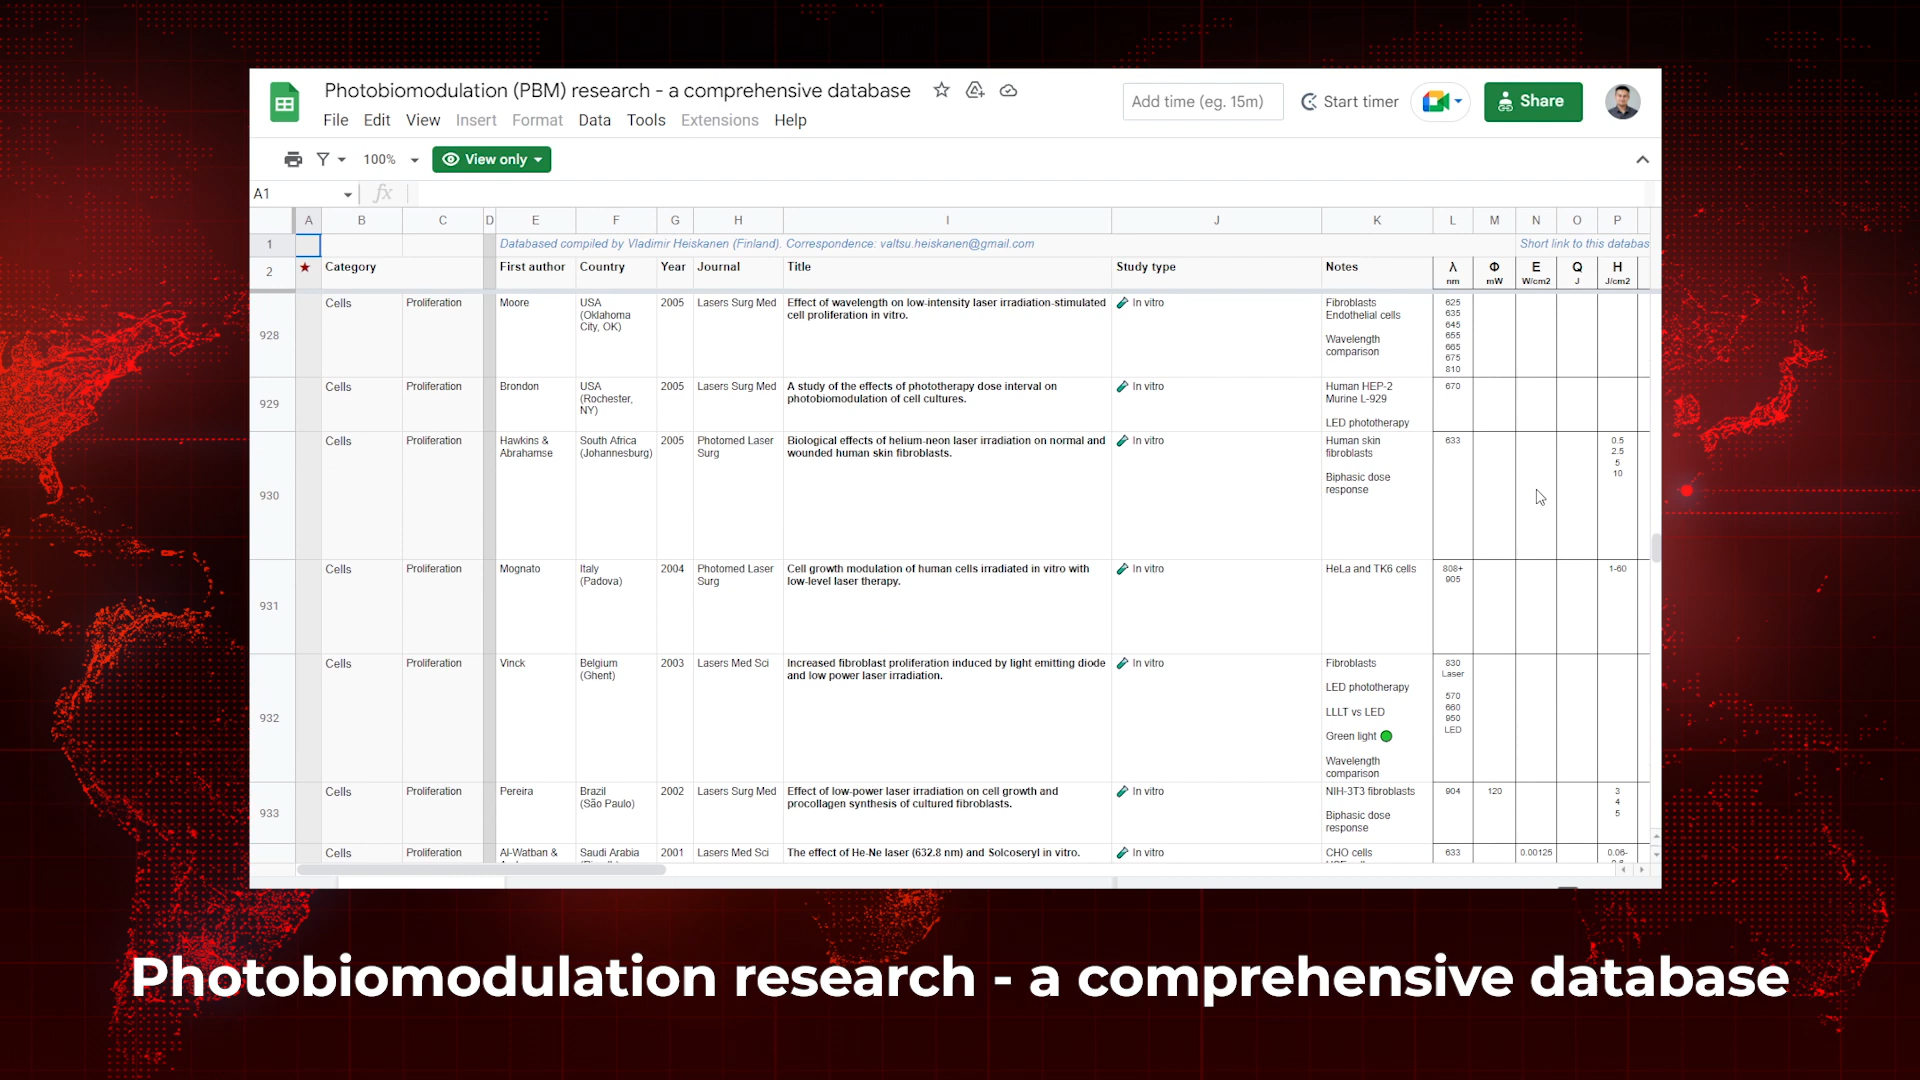 Photobiomodulation (PBM) research - a comprehensive database
Add time (eg. 15m)
Start timer
Share
File Edit View Insert Format Data Tools Extensions Help
100%
View only
A1
fx
A B C D E F G H I J K L M N O P
1 Databased compiled by Vladimir Heiskanen (Finland). Correspondence: valtsu.heiskanen@gmail.com Short link to this databas
2 ★ Category First author Country Year Journal Title Study type Notes λ Φ E Q H
nm mW W/cm2 J J/cm2
928
Cells Proliferation Moore USA 2005 Lasers Surg Med Effect of wavelength on low-intensity laser irradiation-stimulated In vitro Fibroblasts 625
(Oklahoma cell proliferation in vitro. Endothelial cells 635
City, OK) 645
Wavelength 655
comparison 665
675
810
929
Cells Proliferation Brondon USA 2005 Lasers Surg Med A study of the effects of phototherapy dose interval on In vitro Human HEP-2 670
(Rochester, photobiomodulation of cell cultures. Murine L-929
NY)
LED phototherapy
930
Cells Proliferation Hawkins & South Africa 2005 Photomed Laser Biological effects of helium-neon laser irradiation on normal and In vitro Human skin 633 0.5
Abrahamse (Johannesburg) Surg wounded human skin fibroblasts. fibroblasts 2.5
5
Biphasic dose 10
response
931
Cells Proliferation Mognato Italy 2004 Photomed Laser Cell growth modulation of human cells irradiated in vitro with In vitro HeLa and TK6 cells 808+ 1-60
(Padova) Surg low-level laser therapy. 905
932
Cells Proliferation Vinck Belgium 2003 Lasers Med Sci Increased fibroblast proliferation induced by light emitting diode In vitro Fibroblasts 830
(Ghent) and low power laser irradiation. Laser
LED phototherapy
570
LLLT vs LED 660
950
Green light LED
Wavelength
comparison
933
Cells Proliferation Pereira Brazil 2002 Lasers Surg Med Effect of low-power laser irradiation on cell growth and In vitro NIH-3T3 fibroblasts 904 120 3
(São Paulo) procollagen synthesis of cultured fibroblasts. 4
Biphasic dose 5
response
Cells Proliferation Al-Watban & Saudi Arabia 2001 Lasers Med Sci The effect of He-Ne laser (632.8 nm) and Solcoseryl in vitro. In vitro CHO cells 633 0.00125 0.06-
Photobiomodulation research - a comprehensive database